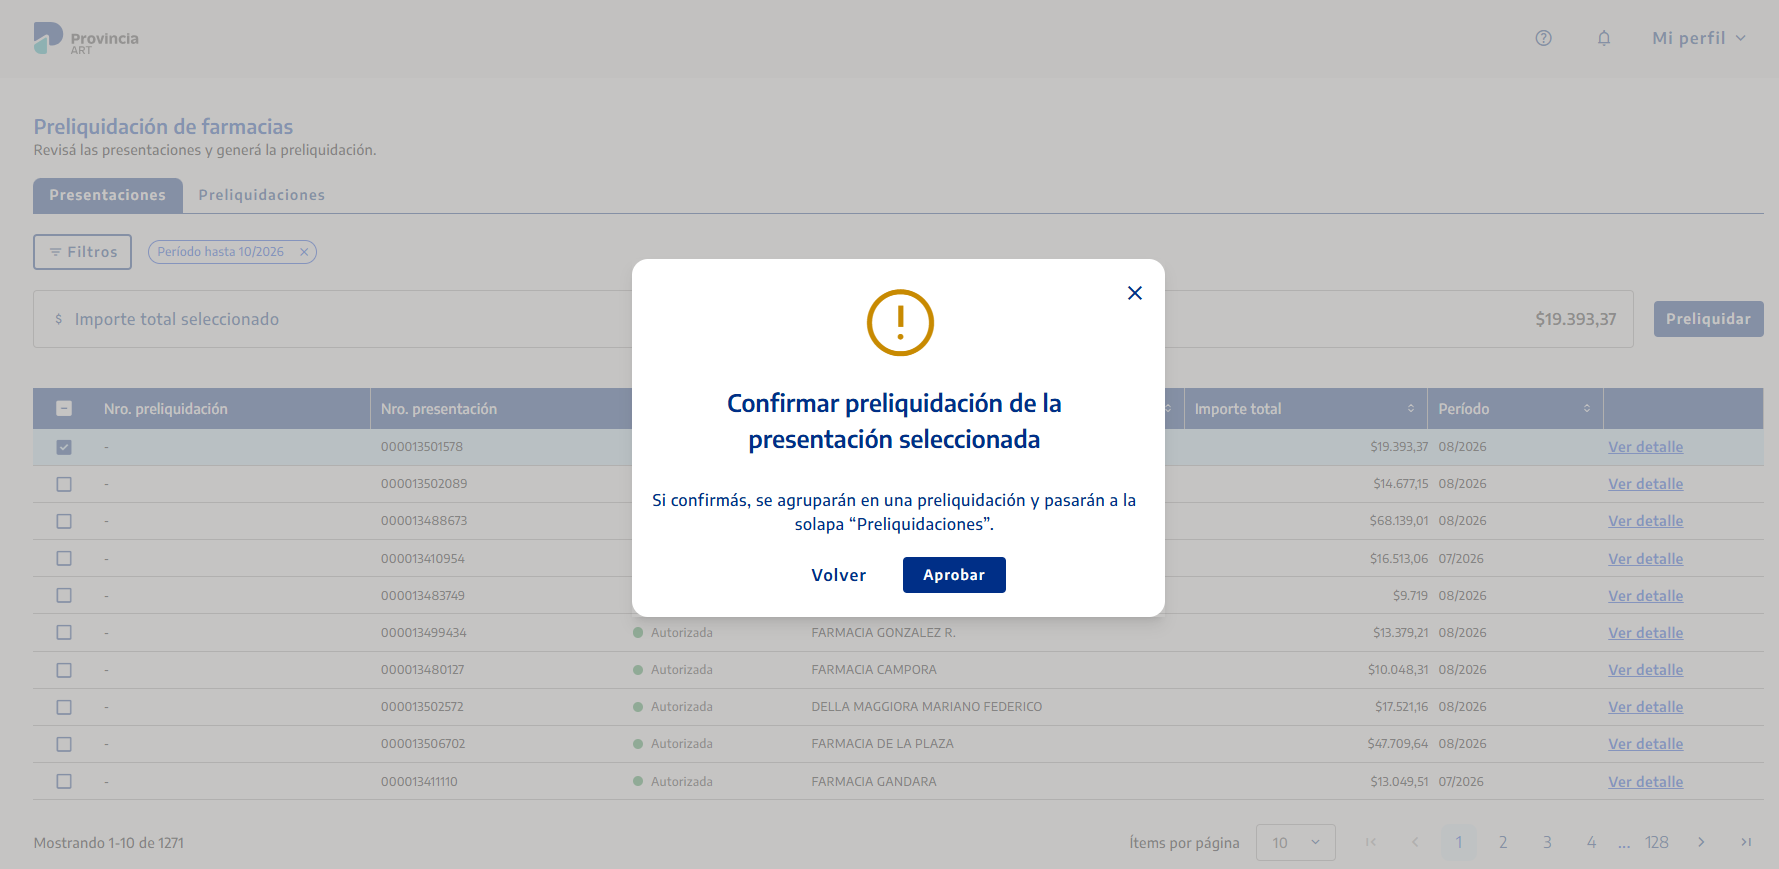 Provincia
ART
Mi perfil
Preliquidación de farmacias
Revisá las presentaciones y generá la preliquidación.
Presentaciones Preliquidaciones
Filtros Período hasta 10/2026
$ Importe total seleccionado $19.393,37 Preliquidar
Confirmar preliquidación de la
presentación seleccionada
Si confirmás, se agruparán en una preliquidación y pasarán a la
solapa “Preliquidaciones”.
Volver Aprobar
Nro. preliquidación Nro. presentación Importe total Período
- 000013501578 $19.393,37 08/2026 Ver detalle
- 000013502089 $14.677,15 08/2026 Ver detalle
- 000013488673 $68.139,01 08/2026 Ver detalle
- 000013410954 $16.513,06 07/2026 Ver detalle
- 000013483749 $9.719 08/2026 Ver detalle
- 000013499434 Autorizada FARMACIA GONZALEZ R. $13.379,21 08/2026 Ver detalle
- 000013480127 Autorizada FARMACIA CAMPORA $10.048,31 08/2026 Ver detalle
- 000013502572 Autorizada DELLA MAGGIORA MARIANO FEDERICO $17.521,16 08/2026 Ver detalle
- 000013506702 Autorizada FARMACIA DE LA PLAZA $47.709,64 08/2026 Ver detalle
- 000013411110 Autorizada FARMACIA GANDARA $13.049,51 07/2026 Ver detalle
Mostrando 1-10 de 1271 Ítems por página 10 1 2 3 4 ... 128